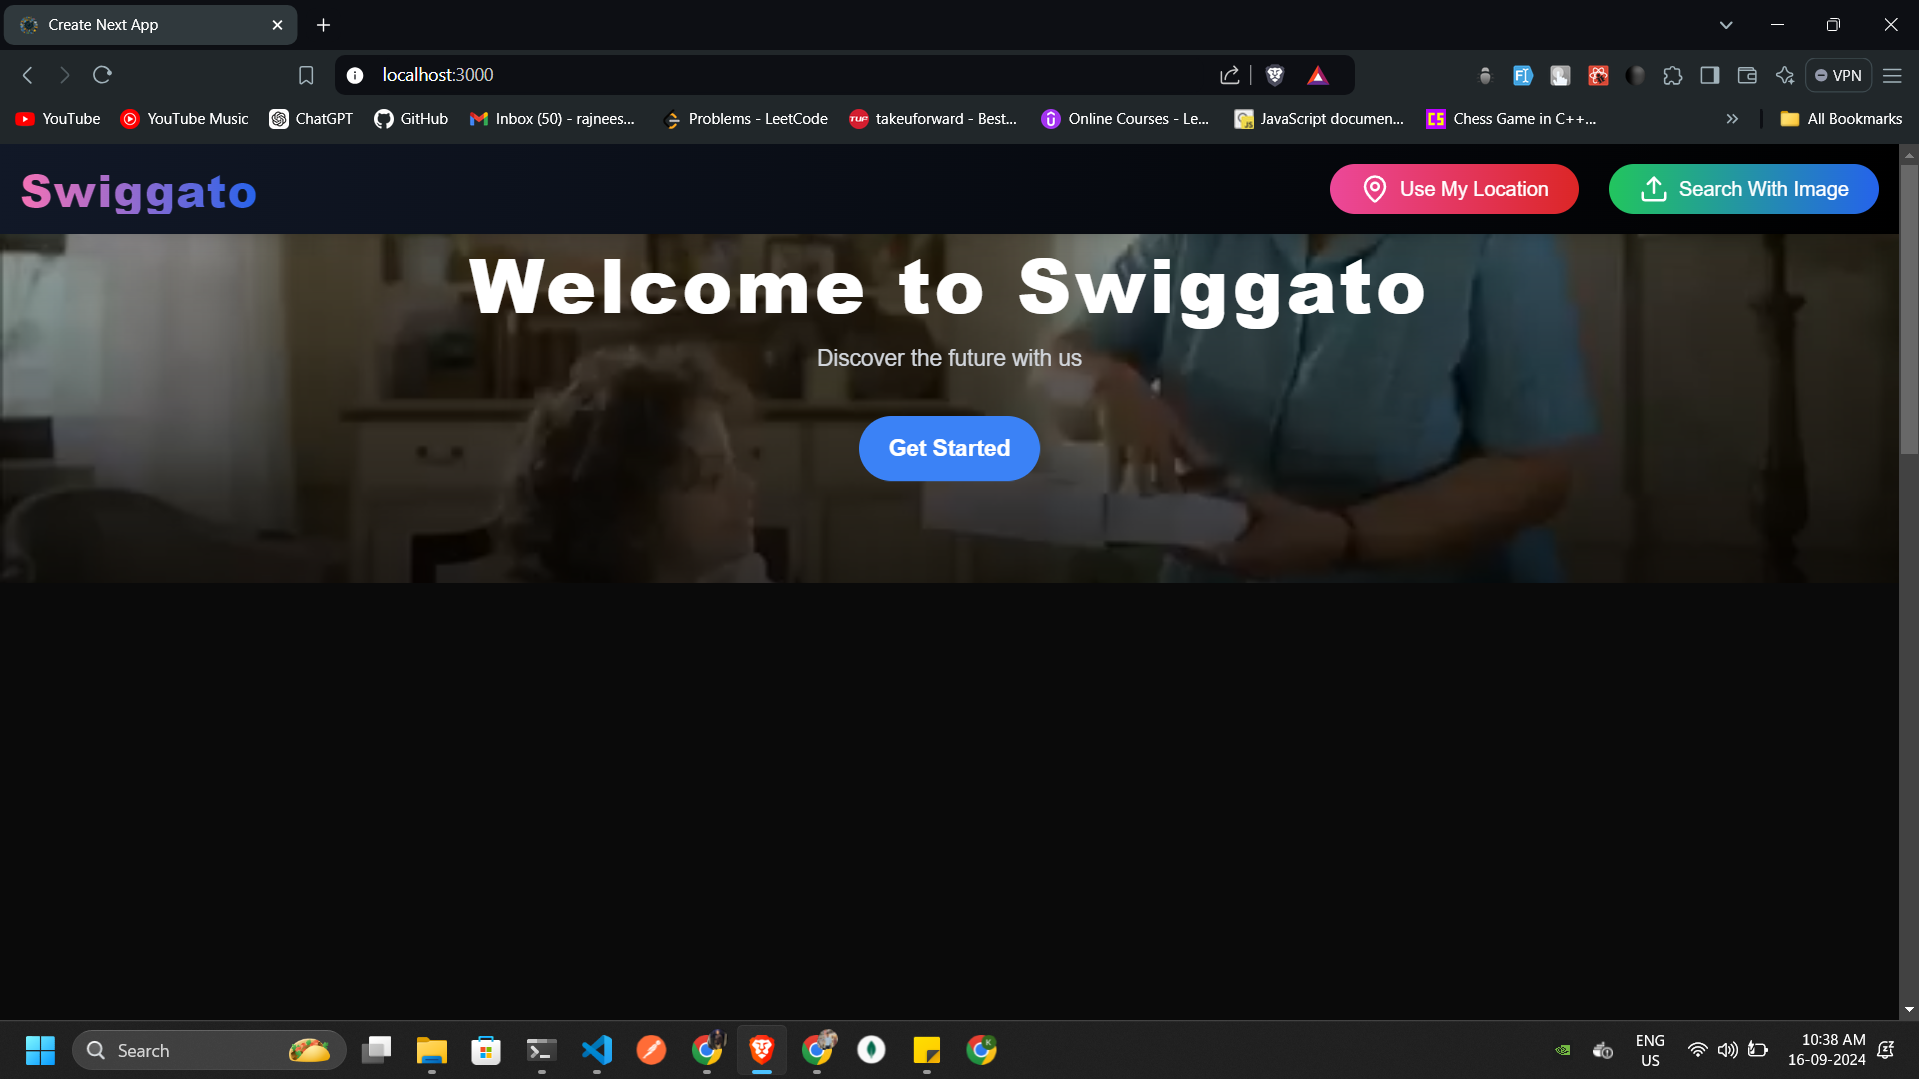 Create Next App
localhost:3000
VPN
YouTube
YouTube Music
ChatGPT
GitHub
Inbox (50) - rajnees...
Problems - LeetCode
TUF
takeuforward - Best...
Online Courses - Le...
JavaScript documen...
CS
Chess Game in C++...
All Bookmarks
Swiggato
Use My Location
Search With Image
Welcome to Swiggato
Discover the future with us
Get Started
Search
K
ENG
US
10:38 AM
16-09-2024